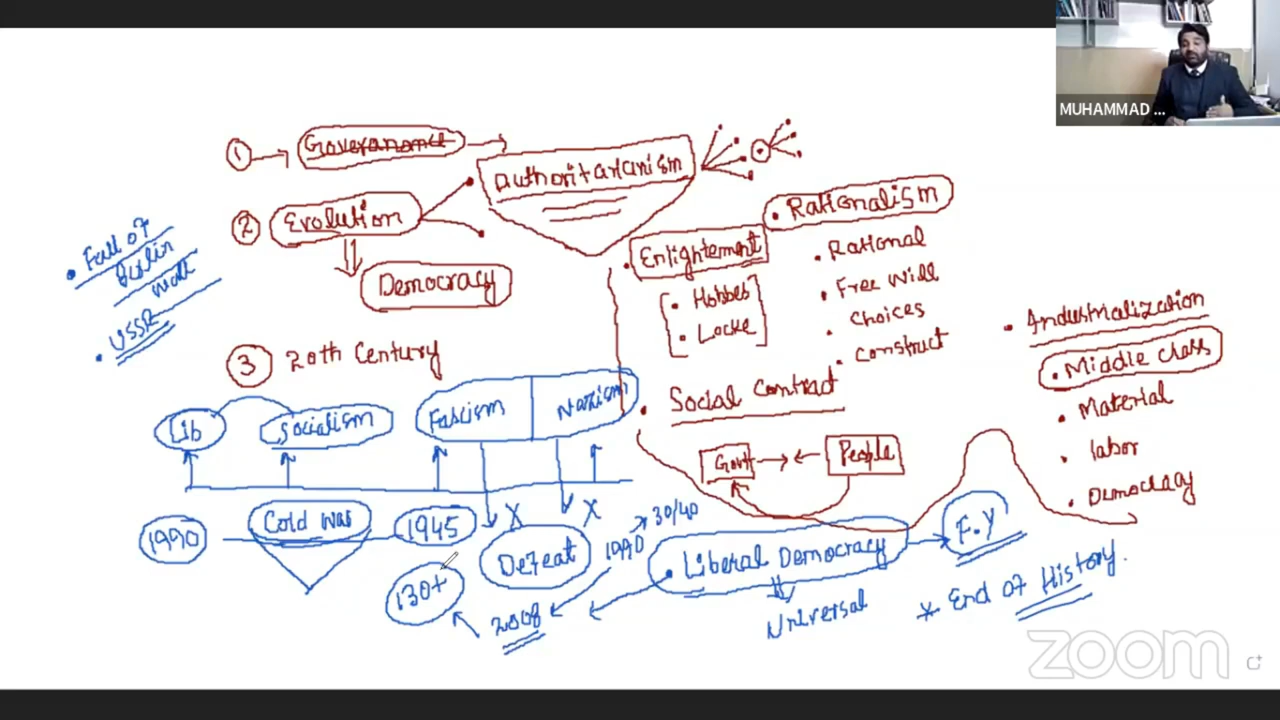 MUHAMMAD ...
① → Goveranance
Authoritarianism
② Evolution
Democracy
• Fall of
Berlin
wall
• USSR
• Rationalism
• Rational
• Free Will
• Choices
• Construct
• Enlightement
• Hobbes
• Locke
• Social Contract
Govt → ← People
• Industrialization
• Middle class
• Material
• labor
• Democracy
③ 20th Century
Lib
Socialism
Fascism
Nazism
1990
Cold war
1945
X X
Defeat
1990 → 30/40
2008
130+
• Liberal Democracy → F.Y
Universal
* End of History.
zoom